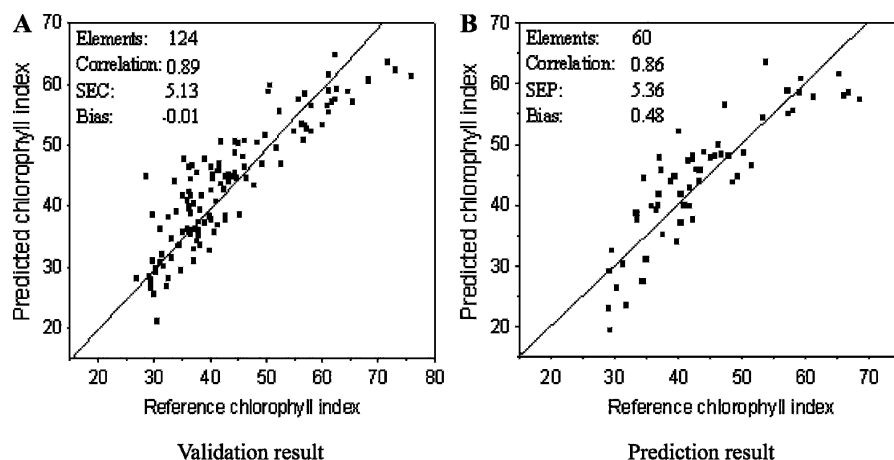 A
Elements: 124
Correlation: 0.89
SEC: 5.13
Bias: -0.01
70
60
50
40
30
20
Predicted chlorophyll index
20 30 40 50 60 70 80
Reference chlorophyll index
Validation result
B
Elements: 60
Correlation: 0.86
SEP: 5.36
Bias: 0.48
70
60
50
40
30
20
Predicted chlorophyll index
20 30 40 50 60 70
Reference chlorophyll index
Prediction result